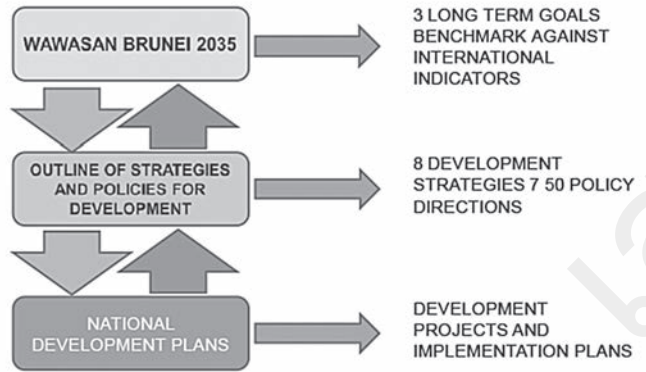 WAWASAN BRUNEI 2035
3 LONG TERM GOALS
BENCHMARK AGAINST
INTERNATIONAL
INDICATORS
OUTLINE OF STRATEGIES
AND POLICIES FOR
DEVELOPMENT
8 DEVELOPMENT
STRATEGIES 7 50 POLICY
DIRECTIONS
NATIONAL
DEVELOPMENT PLANS
DEVELOPMENT
PROJECTS AND
IMPLEMENTATION PLANS